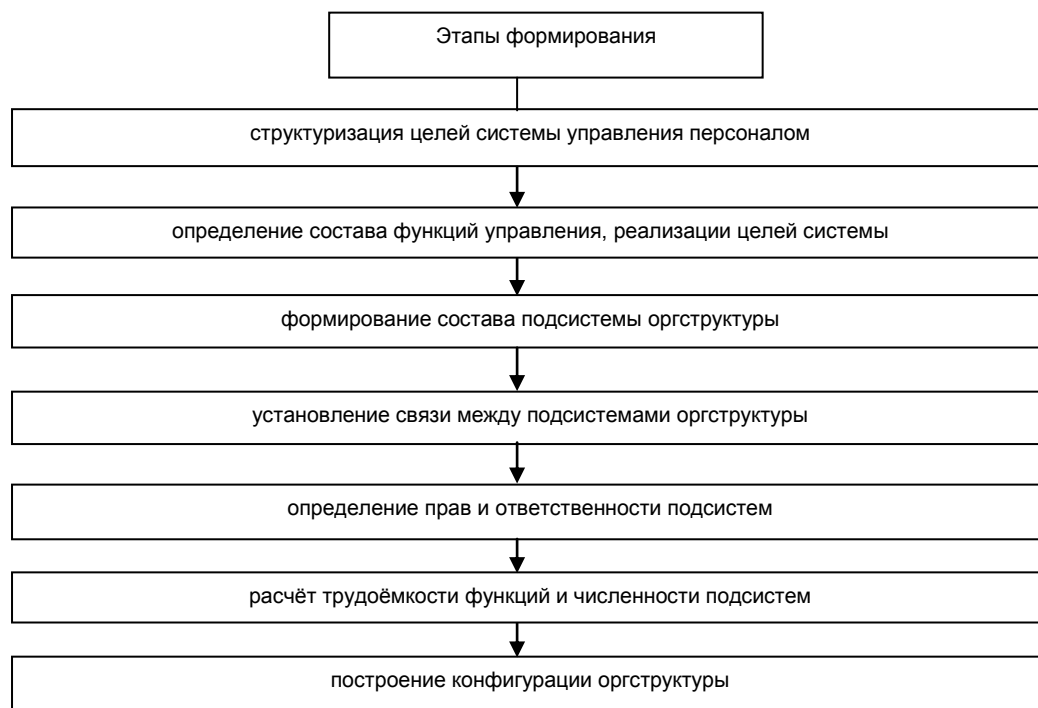 Этапы формирования
структуризация целей системы управления персоналом
определение состава функций управления, реализации целей системы
формирование состава подсистемы оргструктуры
установление связи между подсистемами оргструктуры
определение прав и ответственности подсистем
расчёт трудоёмкости функций и численности подсистем
построение конфигурации оргструктуры